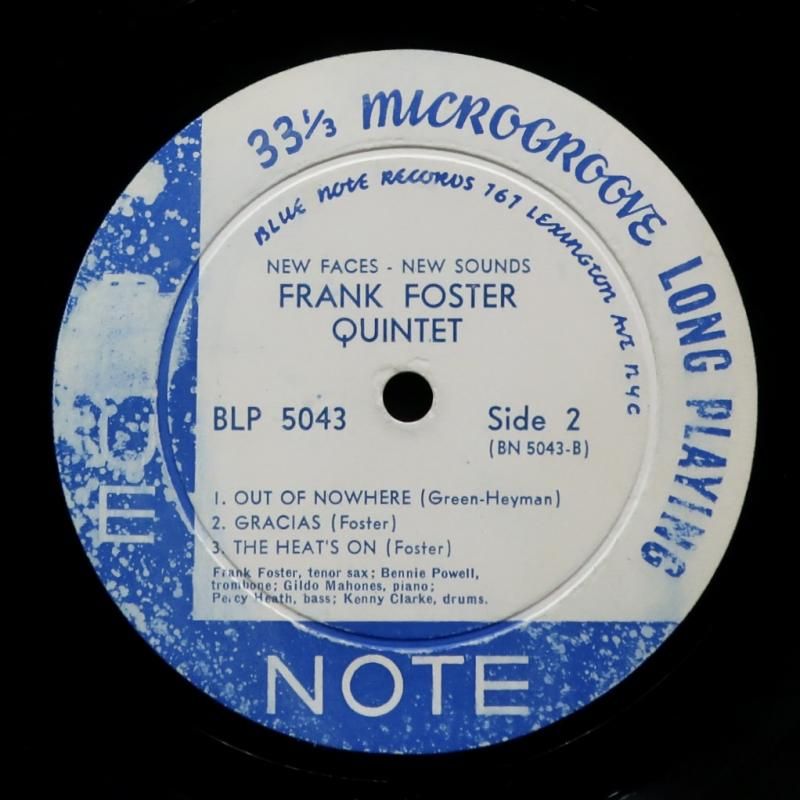 33⅓ MICROGROOVE LONG PLAYING
BLUE NOTE RECORDS 767 LEXINGTON AVE NYC
NEW FACES - NEW SOUNDS
FRANK FOSTER
QUINTET
BLP 5043
Side 2
(BN 5043-B)
1. OUT OF NOWHERE (Green-Heyman)
2. GRACIAS (Foster)
3. THE HEAT'S ON (Foster)
Frank Foster, tenor sax; Bennie Powell,
trombone; Gildo Mahones, piano;
Percy Heath, bass; Kenny Clarke, drums.
U
E
NOTE